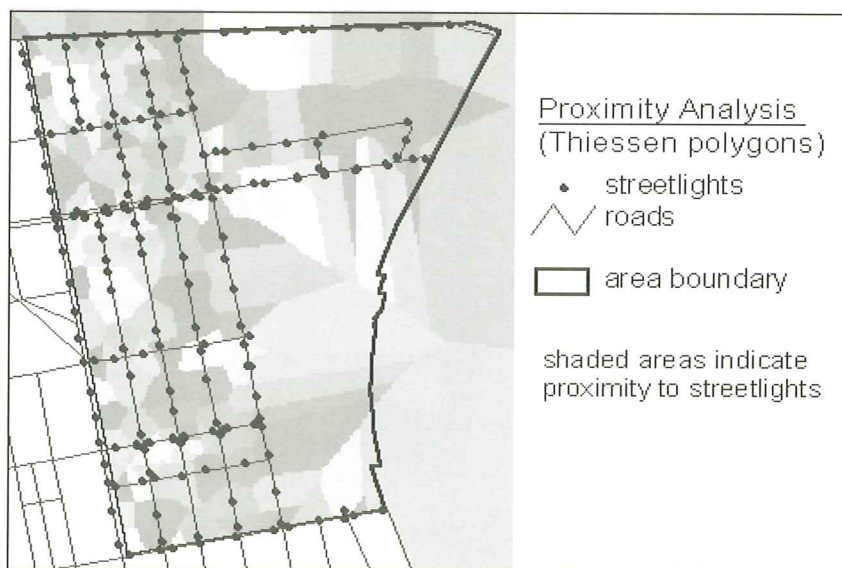 Proximity Analysis
(Thiessen polygons)
streetlights
roads
area boundary
shaded areas indicate
proximity to streetlights